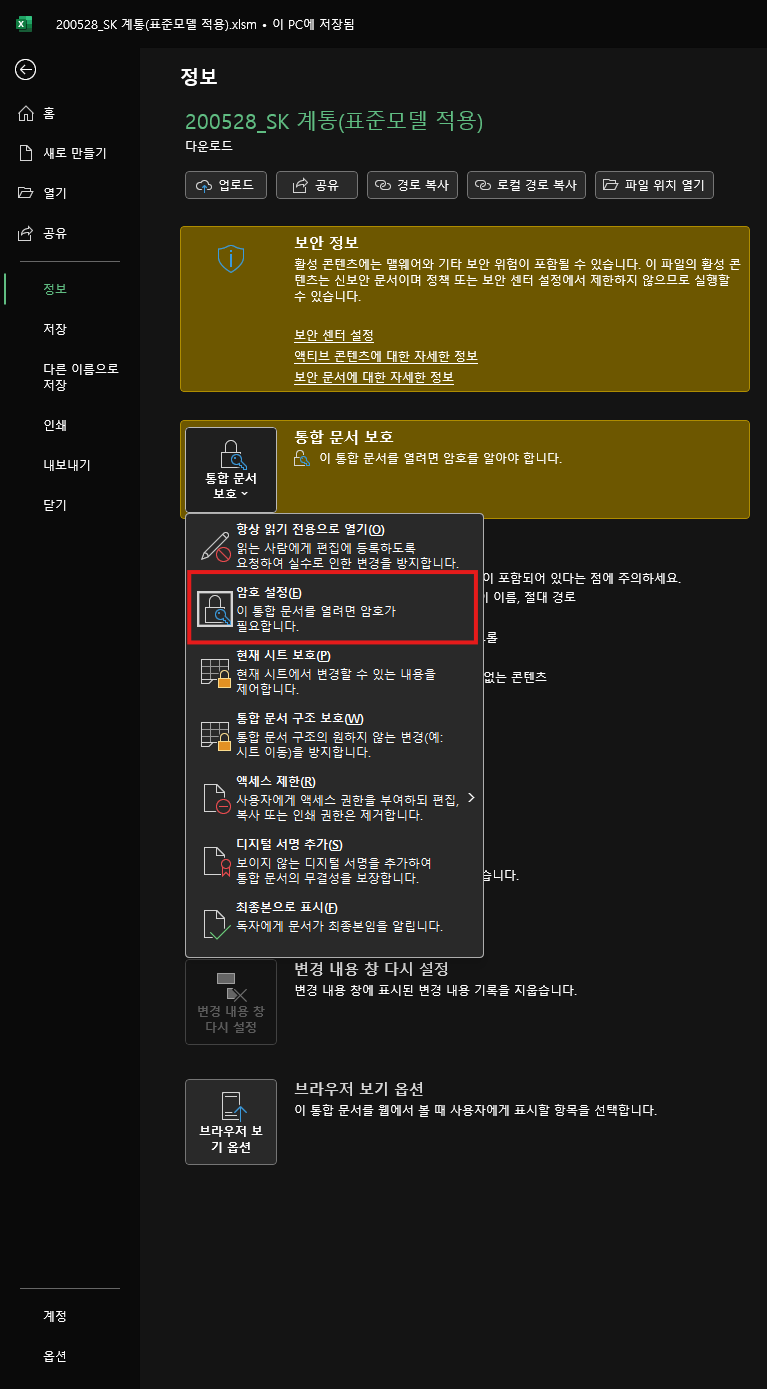 200528_SK 계통(표준모델 적용).xlsm • 이 PC에 저장됨
홈
새로 만들기
열기
공유
정보
저장
다른 이름으로
저장
인쇄
내보내기
닫기
계정
옵션
정보
200528_SK 계통(표준모델 적용)
다운로드
업로드
공유
경로 복사
로컬 경로 복사
파일 위치 열기
보안 정보
활성 콘텐츠에는 맬웨어와 기타 보안 위험이 포함될 수 있습니다. 이 파일의 활성 콘
텐츠는 신보안 문서이며 정책 또는 보안 센터 설정에서 제한하지 않으므로 실행할
수 있습니다.
보안 센터 설정
액티브 콘텐츠에 대한 자세한 정보
보안 문서에 대한 자세한 정보
통합 문서
보호
통합 문서 보호
이 통합 문서를 열려면 암호를 알아야 합니다.
항상 읽기 전용으로 열기(O)
읽는 사람에게 편집에 등록하도록
요청하여 실수로 인한 변경을 방지합니다.
암호 설정(E)
이 통합 문서를 열려면 암호가
필요합니다.
현재 시트 보호(P)
현재 시트에서 변경할 수 있는 내용을
제어합니다.
통합 문서 구조 보호(W)
통합 문서 구조의 원하지 않는 변경(예:
시트 이동)을 방지합니다.
액세스 제한(R)
사용자에게 액세스 권한을 부여하되 편집,
복사 또는 인쇄 권한은 제거합니다.
디지털 서명 추가(S)
보이지 않는 디지털 서명을 추가하여
통합 문서의 무결성을 보장합니다.
최종본으로 표시(F)
독자에게 문서가 최종본임을 알립니다.
이 포함되어 있다는 점에 주의하세요.
이름, 절대 경로
롤
없는 콘텐츠
습니다.
변경 내용 창
다시 설정
변경 내용 창 다시 설정
변경 내용 창에 표시된 변경 내용 기록을 지웁습니다.
브라우저 보
기 옵션
브라우저 보기 옵션
이 통합 문서를 웹에서 볼 때 사용자에게 표시할 항목을 선택합니다.